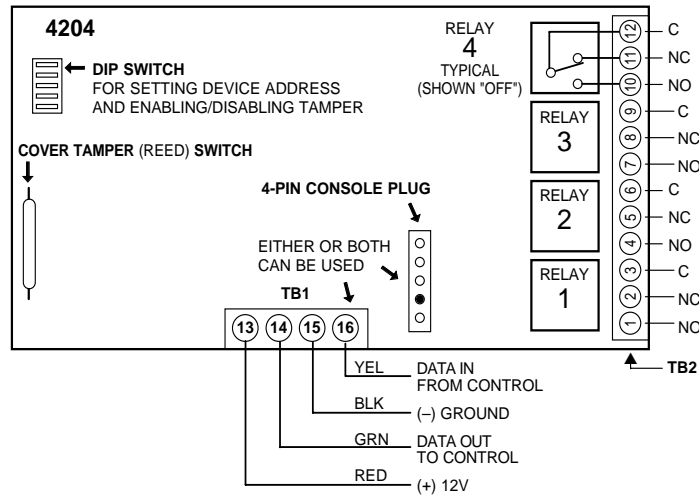 4204
DIP SWITCH
FOR SETTING DEVICE ADDRESS
AND ENABLING/DISABLING TAMPER
COVER TAMPER (REED) SWITCH
4-PIN CONSOLE PLUG
EITHER OR BOTH
CAN BE USED
TB1
13 14 15 16
RELAY
4
TYPICAL
(SHOWN "OFF")
RELAY
3
RELAY
2
RELAY
1
12 C
11 NC
10 NO
9 C
8 NC
7 NO
6 C
5 NC
4 NO
3 C
2 NC
1 NO
TB2
YEL DATA IN
FROM CONTROL
BLK (–) GROUND
GRN DATA OUT
TO CONTROL
RED (+) 12V